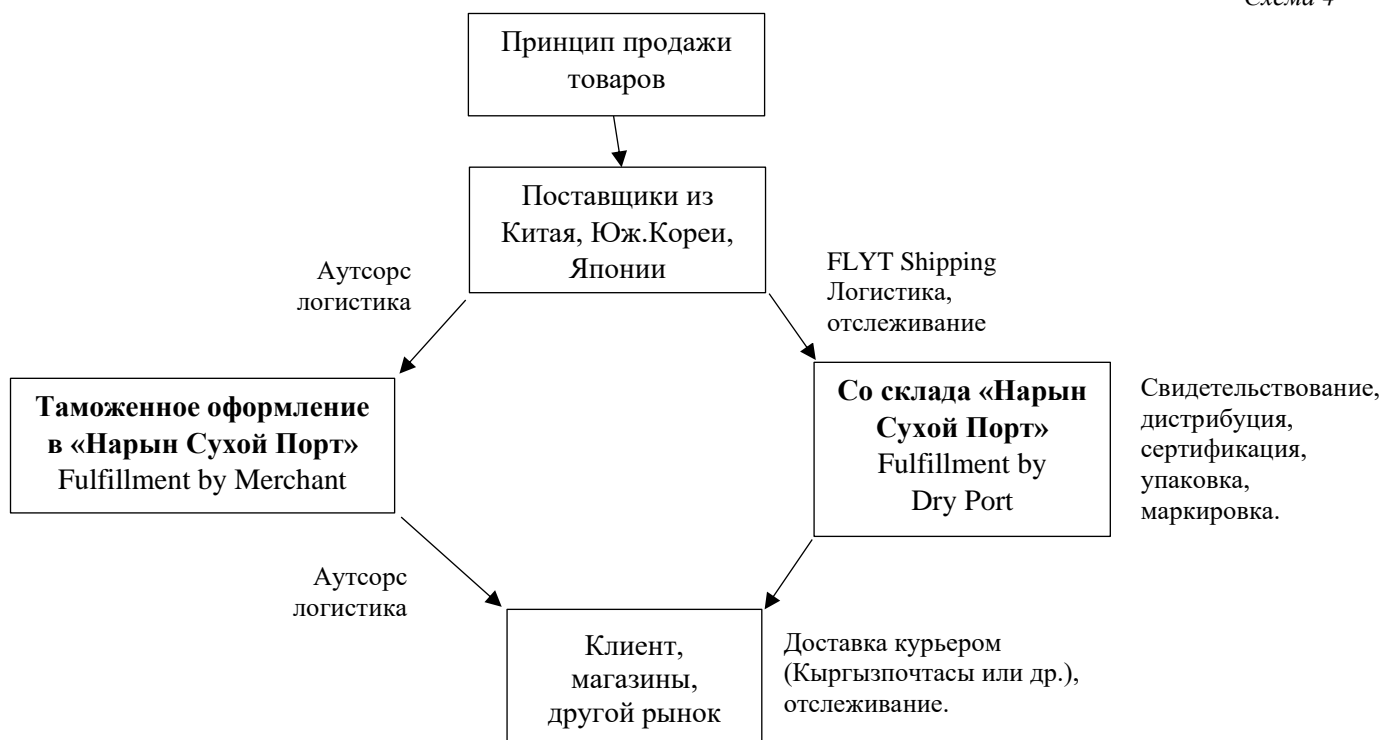 Схема 4
Принцип продажи
товаров
Поставщики из
Китая, Юж.Кореи,
Японии
Аутсорс
логистика
FLYT Shipping
Логистика,
отслеживание
Таможенное оформление
в «Нарын Сухой Порт»
Fulfillment by Merchant
Со склада «Нарын
Сухой Порт»
Fulfillment by
Dry Port
Свидетельствование,
дистрибуция,
сертификация,
упаковка,
маркировка.
Аутсорс
логистика
Клиент,
магазины,
другой рынок
Доставка курьером
(Кыргызпочтасы или др.),
отслеживание.